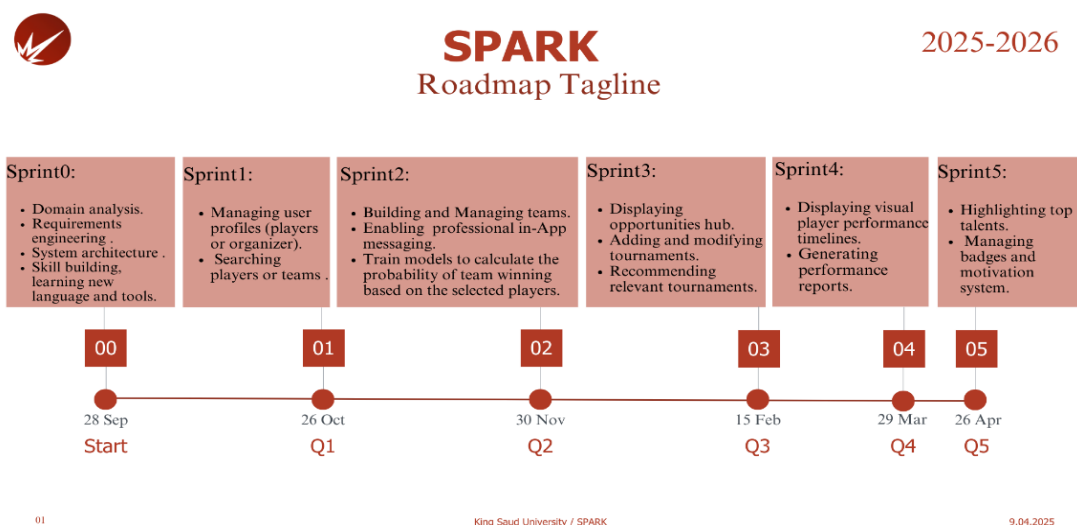 SPARK
Roadmap Tagline
2025-2026
Sprint0:
• Domain analysis.
• Requirements
engineering .
• System architecture .
• Skill building,
learning new
language and tools.
Sprint1:
• Managing user
profiles (players
or organizer).
• Searching
players or teams .
Sprint2:
• Building and Managing teams.
• Enabling professional in-App
messaging.
• Train models to calculate the
probability of team winning
based on the selected players.
Sprint3:
• Displaying
opportunities hub.
• Adding and modifying
tournaments.
• Recommending
relevant tournaments.
Sprint4:
• Displaying visual
player performance
timelines.
• Generating
performance
reports.
Sprint5:
• Highlighting top
talents.
• Managing
badges and
motivation
system.
00
01
02
03
04
05
28 Sep
26 Oct
30 Nov
15 Feb
29 Mar
26 Apr
Start
Q1
Q2
Q3
Q4
Q5
01
King Saud University / SPARK
9.04.2025